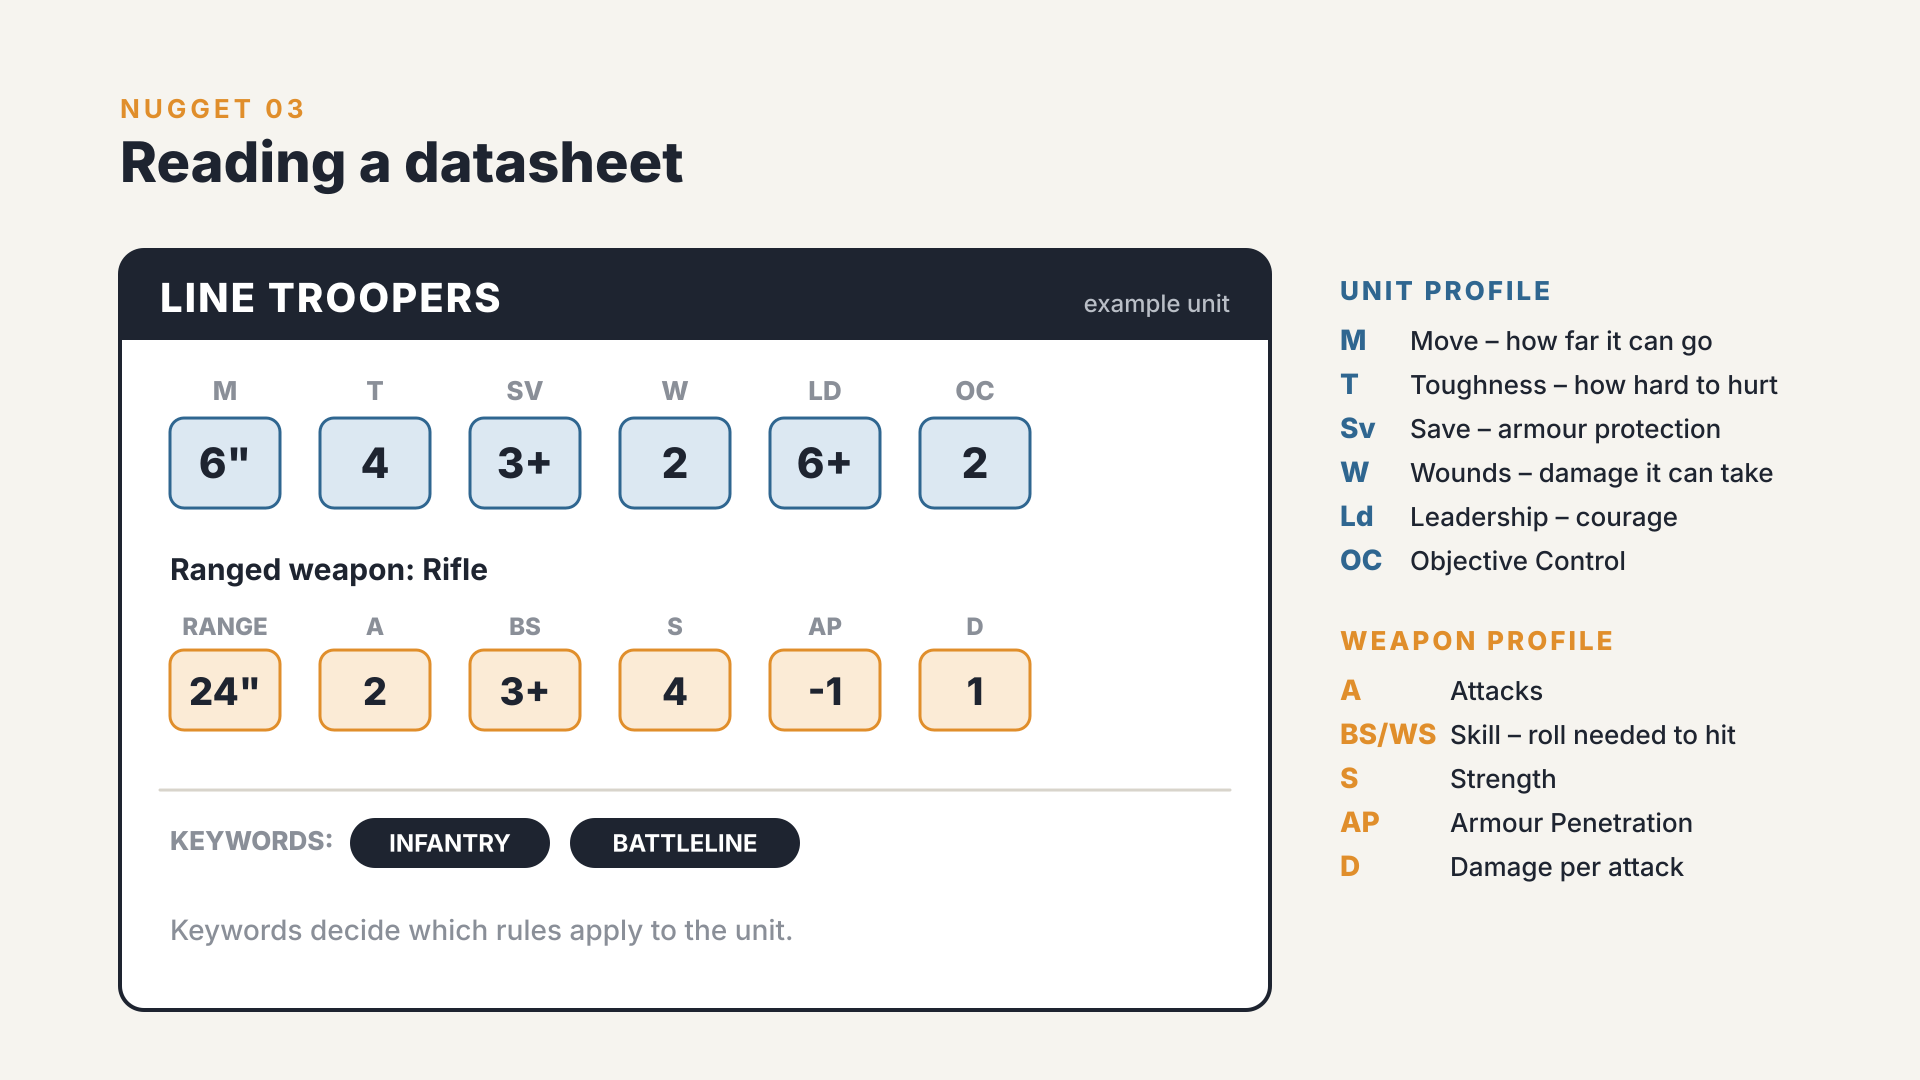 NUGGET 03
Reading a datasheet
LINE TROOPERS
example unit
M T SV W LD OC
6" 4 3+ 2 6+ 2
Ranged weapon: Rifle
RANGE A BS S AP D
24" 2 3+ 4 -1 1
KEYWORDS: INFANTRY BATTLELINE
Keywords decide which rules apply to the unit.
UNIT PROFILE
M Move – how far it can go
T Toughness – how hard to hurt
Sv Save – armour protection
W Wounds – damage it can take
Ld Leadership – courage
OC Objective Control
WEAPON PROFILE
A Attacks
BS/WS Skill – roll needed to hit
S Strength
AP Armour Penetration
D Damage per attack